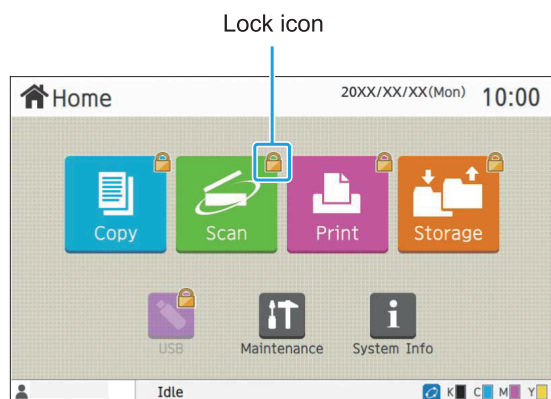 Lock icon
Home 20XX/XX/XX(Mon) 10:00
Copy Scan Print Storage
USB Maintenance System Info
Idle K C M Y